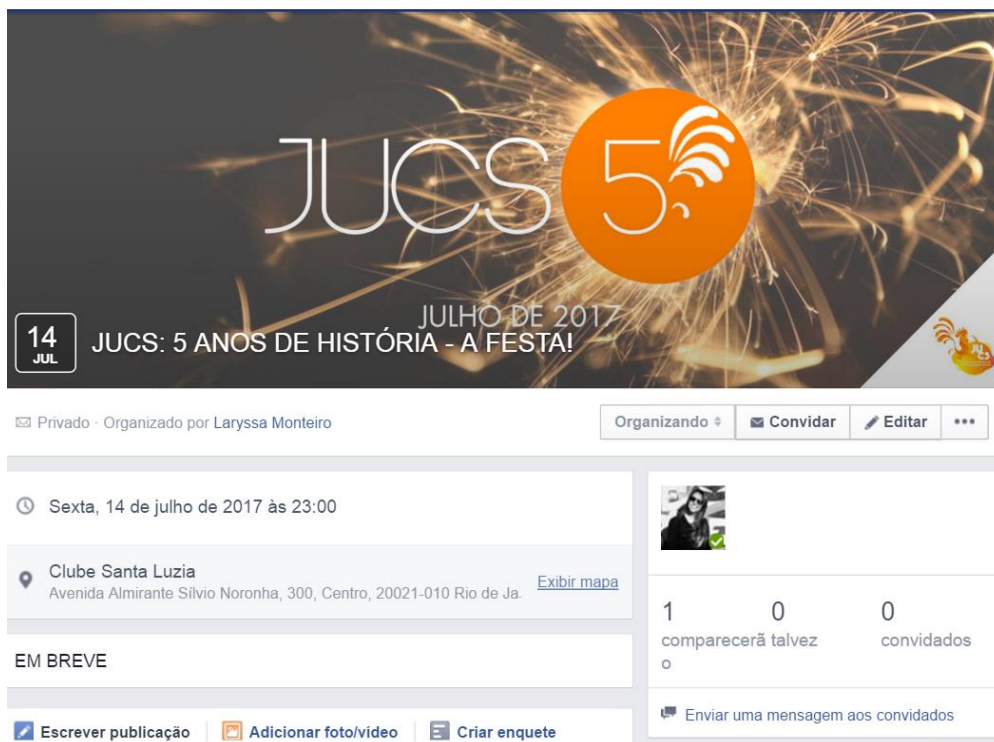 JUCS 5
JULHO DE 2017
14
JUL
JUCS: 5 ANOS DE HISTÓRIA - A FESTA!
JUCS
Privado · Organizado por Laryssa Monteiro
Organizando
Convidar
Editar
Sexta, 14 de julho de 2017 às 23:00
Clube Santa Luzia
Avenida Almirante Sílvio Noronha, 300, Centro, 20021-010 Rio de Ja
Exibir mapa
EM BREVE
Escrever publicação
Adicionar foto/vídeo
Criar enquete
1 0 0
comparecerã talvez convidados
o
Enviar uma mensagem aos convidados